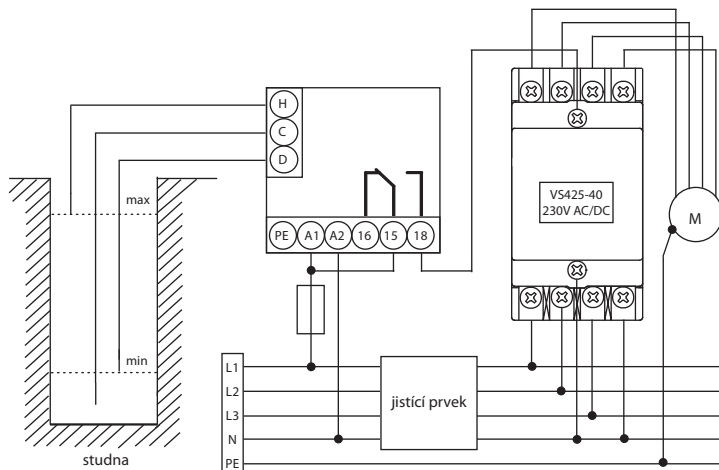 H
C
D
max
VS425-40
230V AC/DC
M
PE A1 A2 16 15 18
min
L1
L2
L3
N
PE
jistící prvek
studna